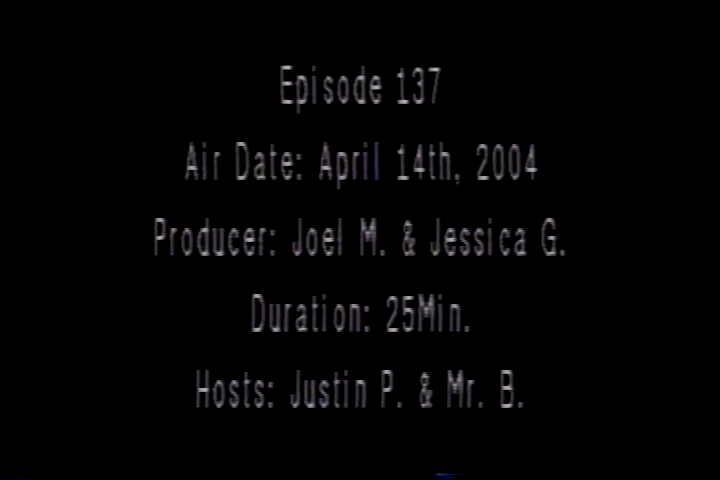 Episode 137
Air Date: April 14th, 2004
Producer: Joel M. & Jessica G.
Duration: 25Min.
Hosts: Justin P. & Mr. B.